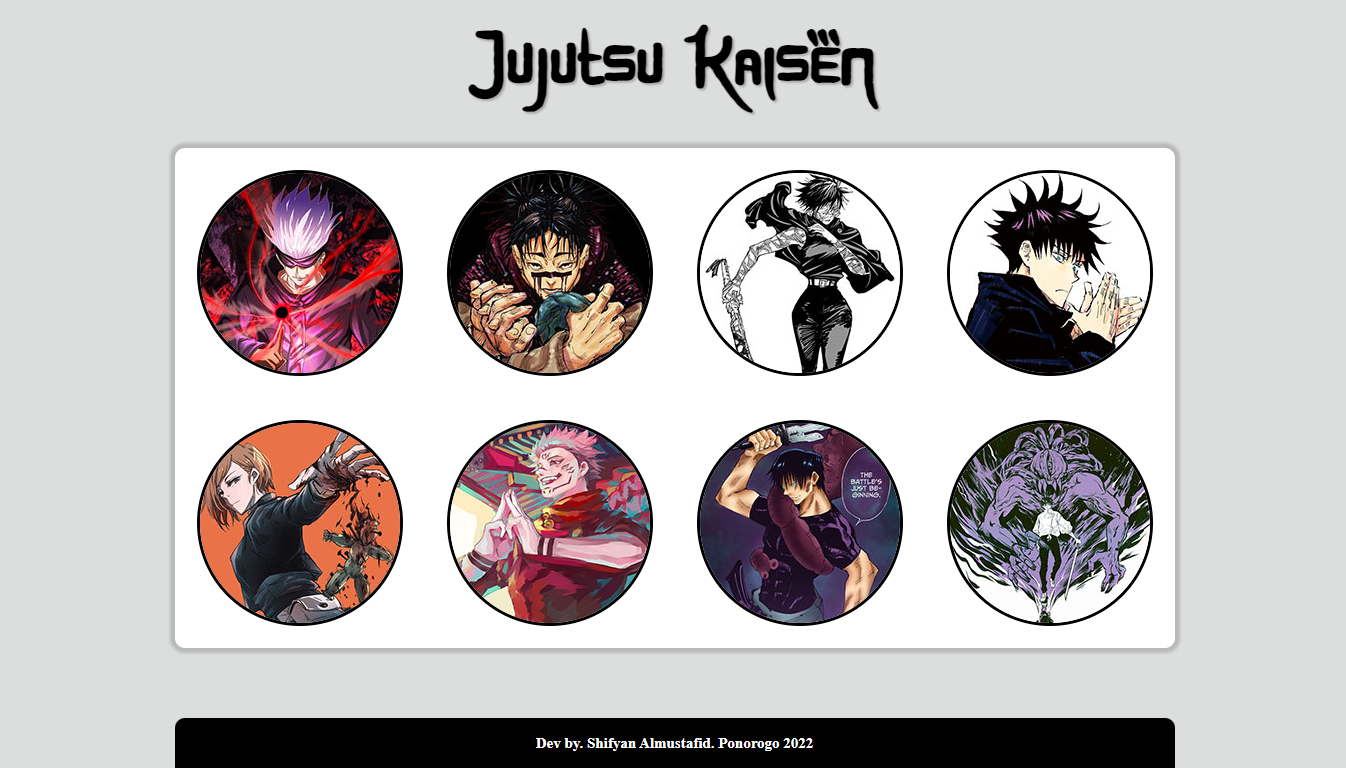 Jujutsu Kaisen
THE
BATTLE'S
JUST BE-
GINNING.
Dev by. Shifyan Almustafid. Ponorogo 2022